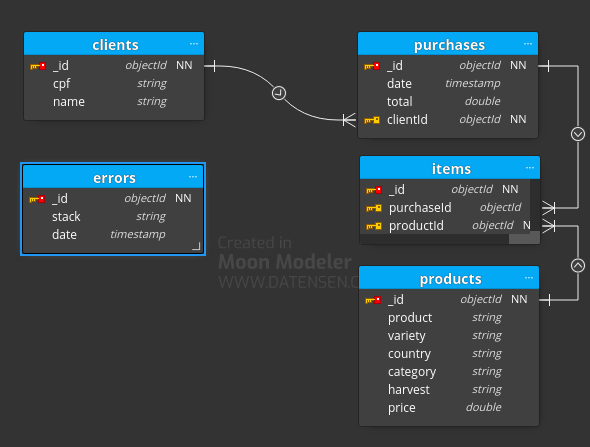 clients
_id objectId NN
cpf string
name string
purchases
_id objectId NN
date timestamp
total double
clientId objectId NN
errors
_id objectId NN
stack string
date timestamp
items
_id objectId NN
purchaseId objectId
productId objectId N
Created in
Moon Modeler
WWW.DATENSEN.C
products
_id objectId NN
product string
variety string
country string
category string
harvest string
price double